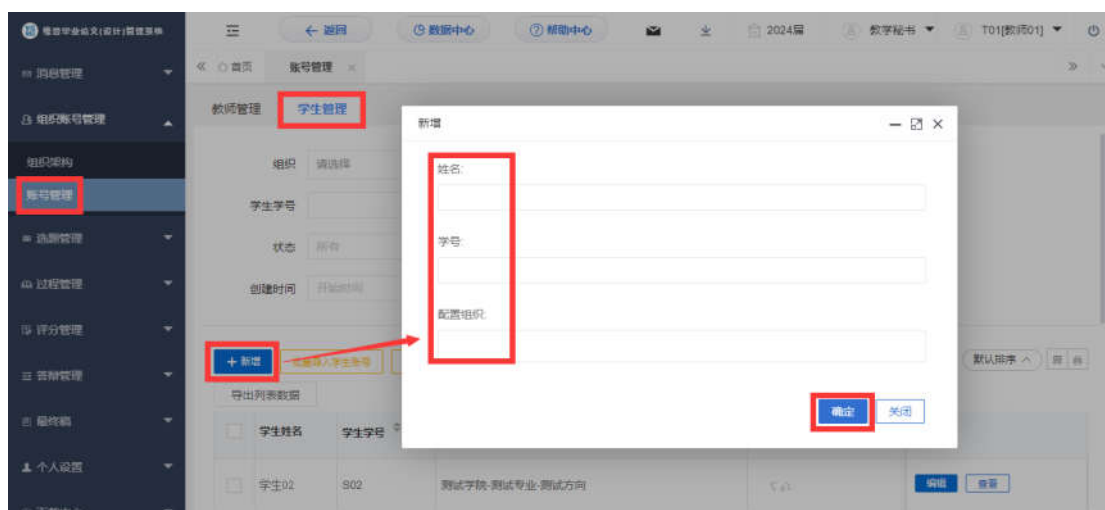 维普毕业论文(设计)管理系统
返回
数据中心
帮助中心
2024届
教学秘书
T01[教师01]
消息管理
首页
账号管理
组织账号管理
教师管理
学生管理
新增
组织架构
组织
请选择
姓名:
账号管理
学生学号
选题管理
状态
所有
学号:
过程管理
创建时间
开始时间
配置组织:
评分管理
+ 新增
批量导入学生账号
默认排序
答辩管理
导出列表数据
确定
关闭
最终稿
学生姓名
学生学号
个人设置
学生02
S02
测试学院-测试专业-测试方向
编辑
查看